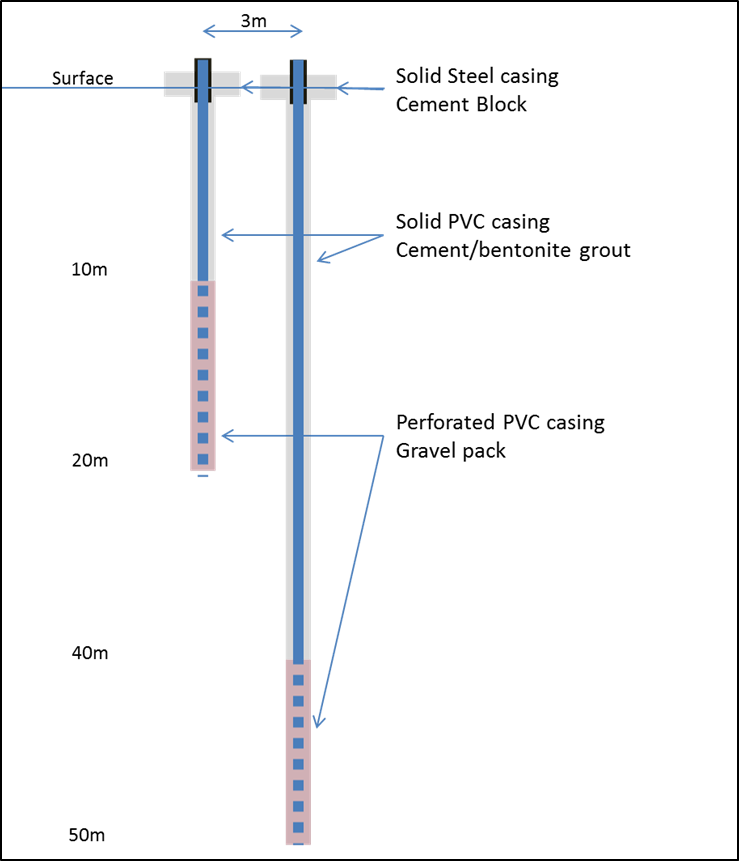 3m
Surface
Solid Steel casing
Cement Block
Solid PVC casing
Cement/bentonite grout
10m
Perforated PVC casing
Gravel pack
20m
40m
50m